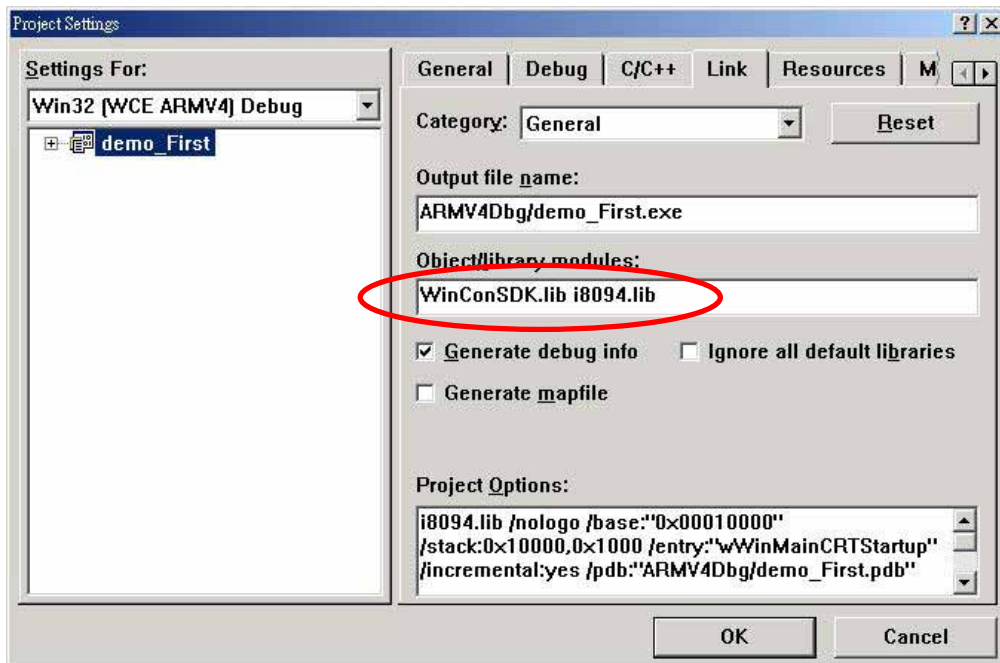 Project Settings
Settings For:
Win32 (WCE ARMV4) Debug
demo_First
General Debug C/C++ Link Resources M
Category: General
Reset
Output file name:
ARMV4Dbg/demo_First.exe
Object/library modules:
WinConSDK.lib i8094.lib
Generate debug info
Ignore all default libraries
Generate mapfile
Project Options:
i8094.lib /nologo /base:"0x00010000"
/stack:0x10000,0x1000 /entry:"wWinMainCRTStartup"
/incremental:yes /pdb:"ARMV4Dbg/demo_First.pdb"
OK
Cancel